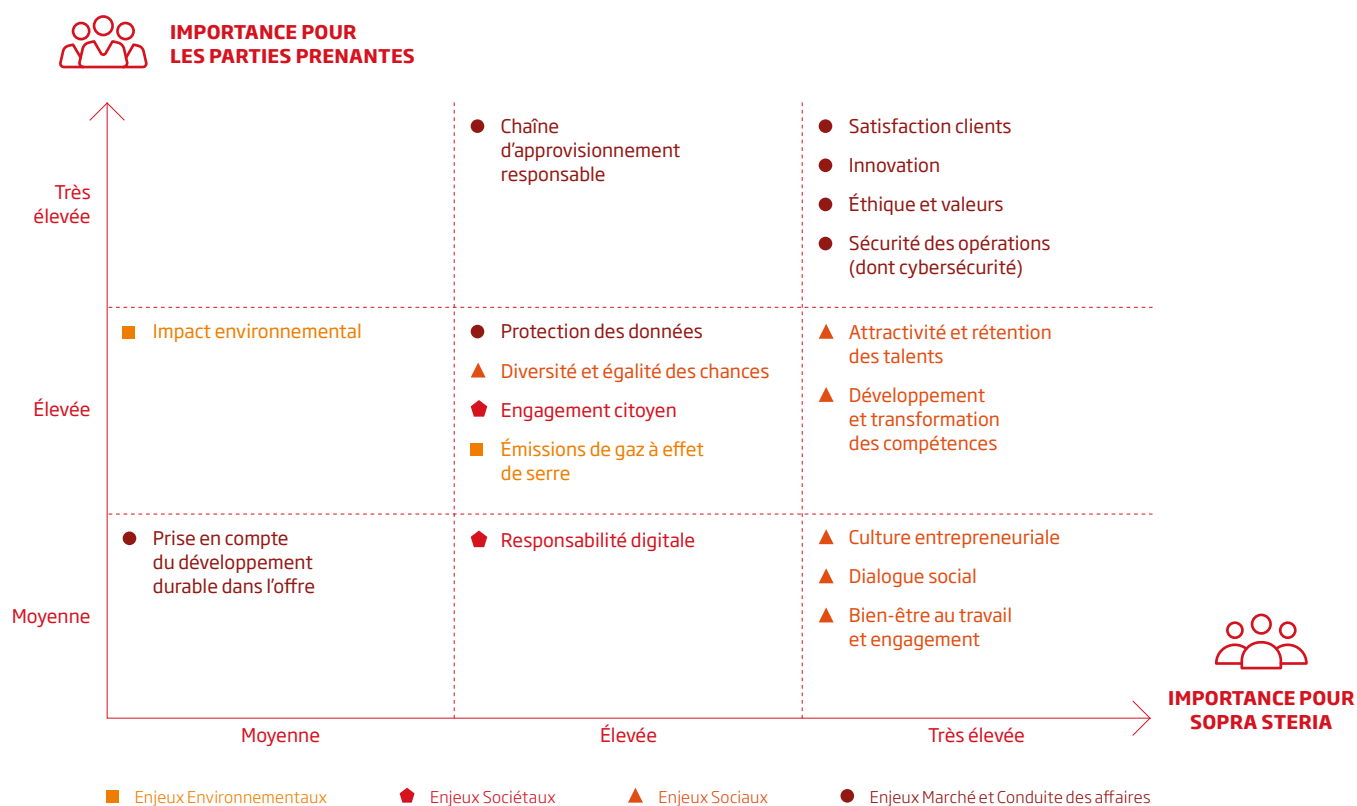 IMPORTANCE POUR
LES PARTIES PRENANTES
Très
élevée
Chaîne
d'approvisionnement
responsable
Satisfaction clients
Innovation
Éthique et valeurs
Sécurité des opérations
(dont cybersécurité)
Élevée
Impact environnemental
Protection des données
Diversité et égalité des chances
Engagement citoyen
Émissions de gaz à effet
de serre
Attractivité et rétention
des talents
Développement
et transformation
des compétences
Moyenne
Prise en compte
du développement
durable dans l'offre
Responsabilité digitale
Culture entrepreneuriale
Dialogue social
Bien-être au travail
et engagement
IMPORTANCE POUR
SOPRA STERIA
Moyenne
Élevée
Très élevée
Enjeux Environnementaux
Enjeux Sociétaux
Enjeux Sociaux
Enjeux Marché et Conduite des affaires